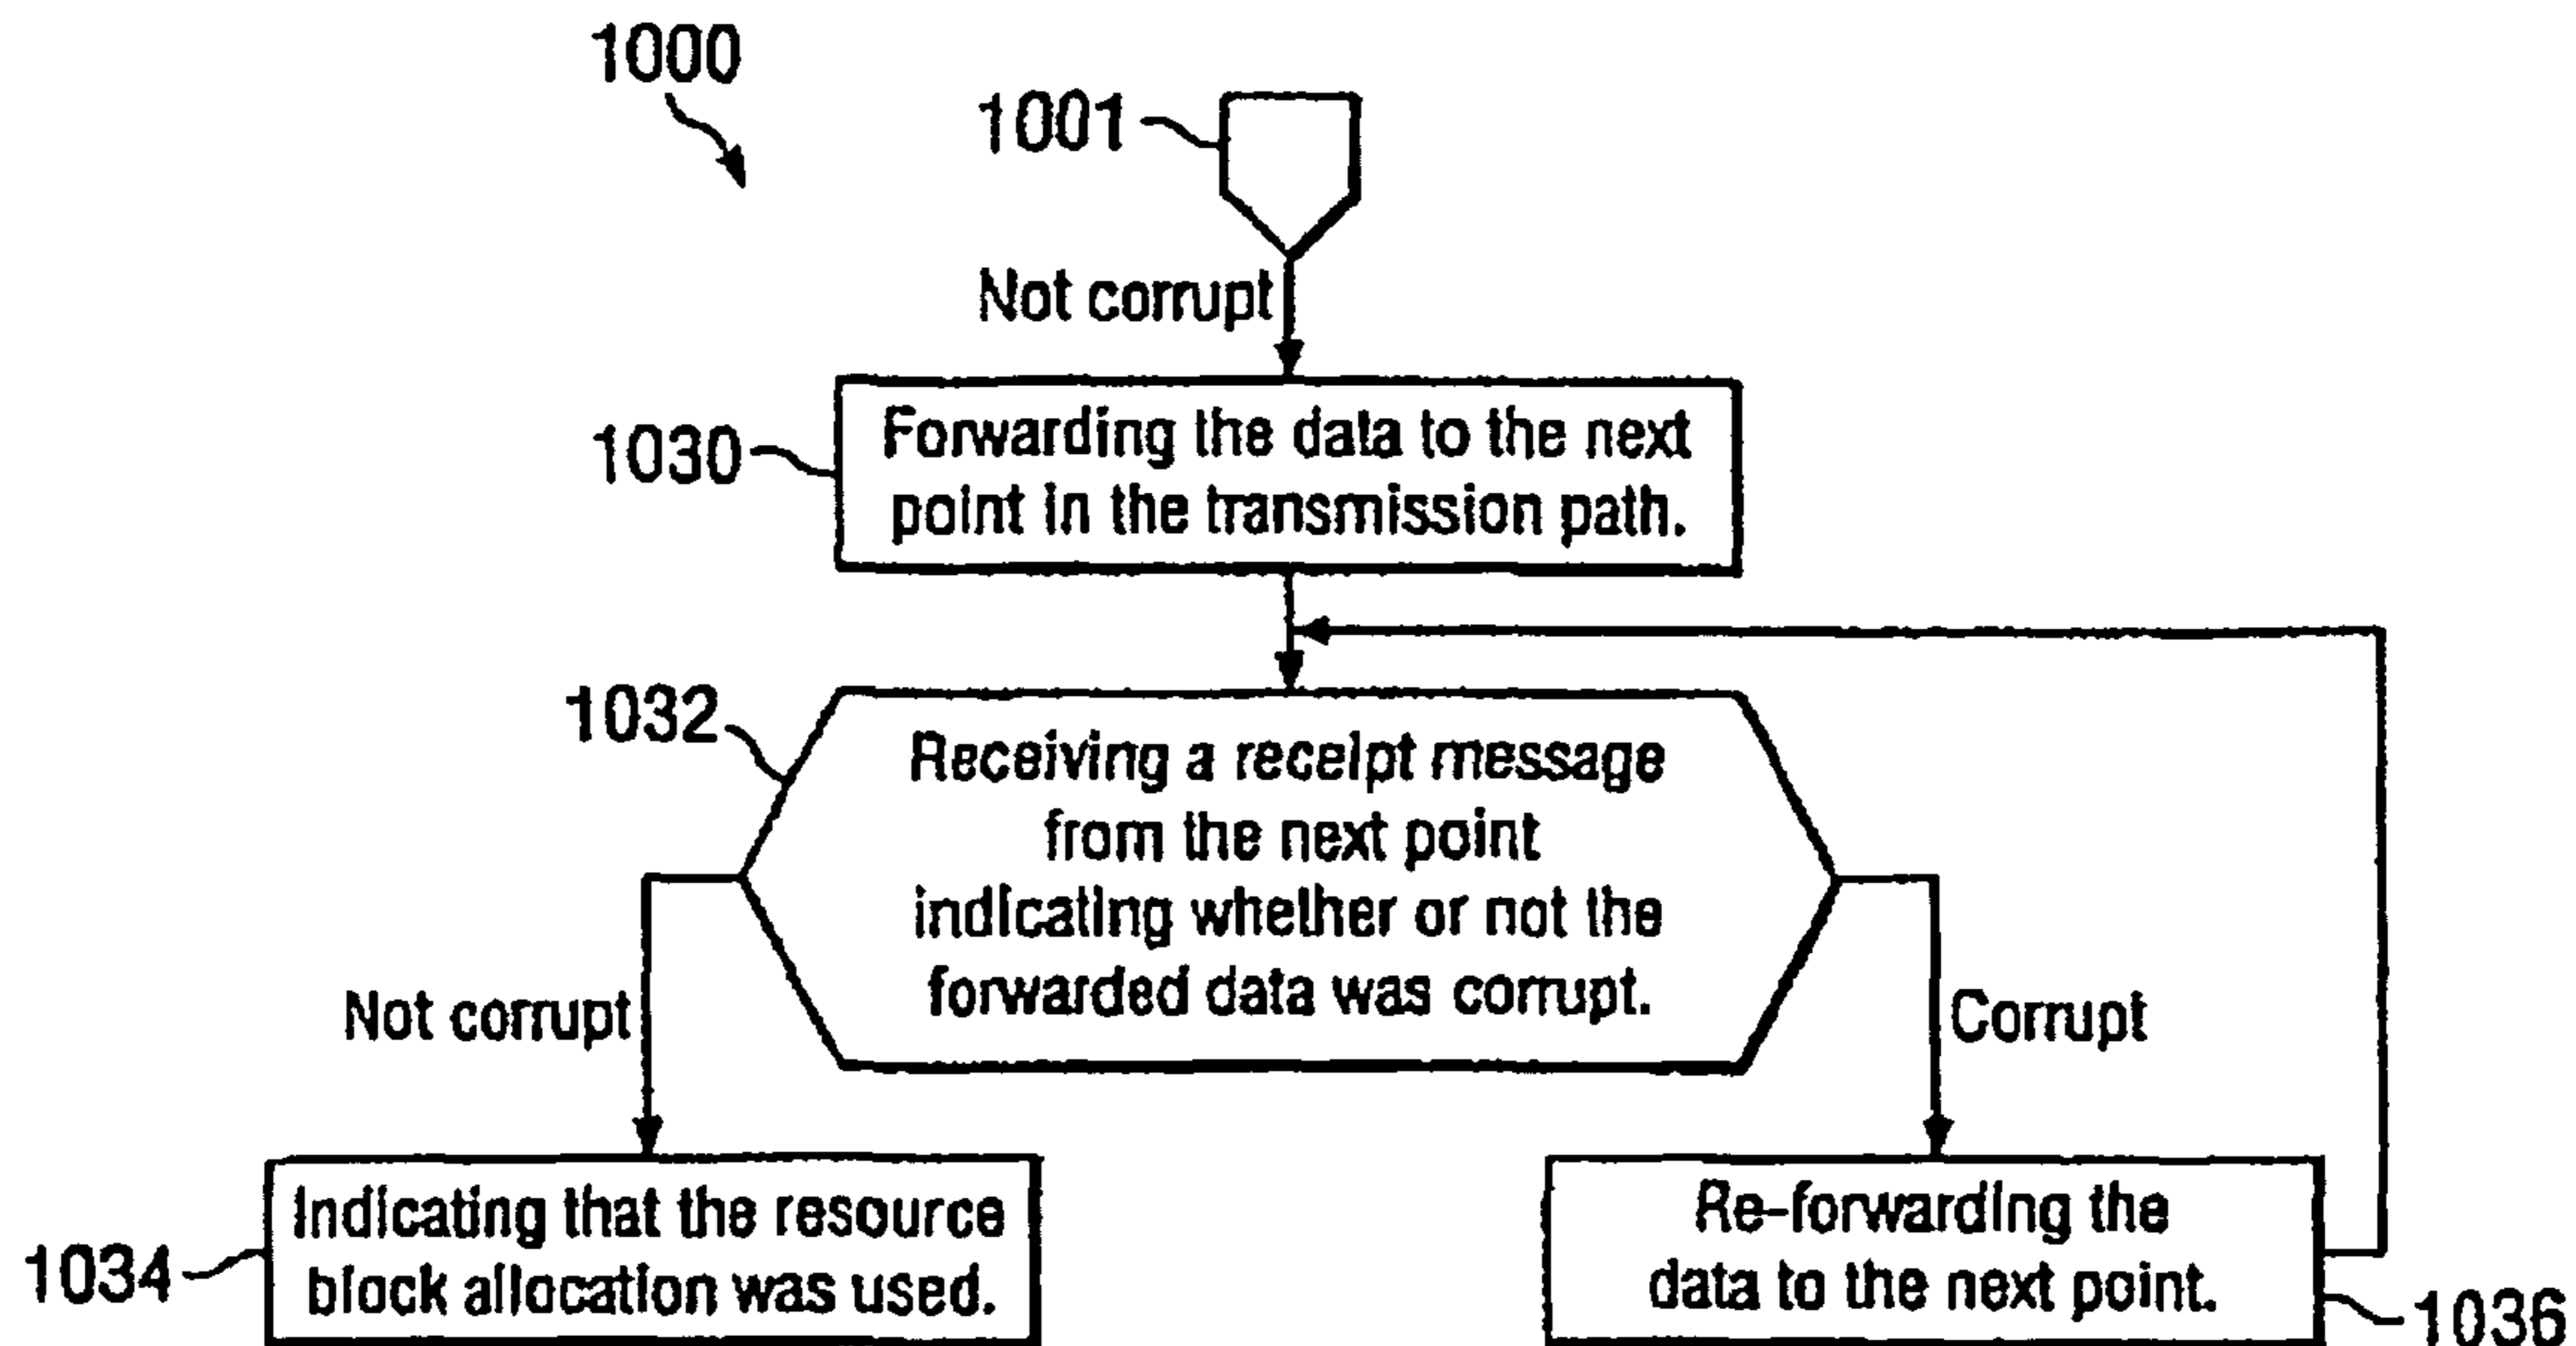 1000
1001
Not corrupt
1030
Forwarding the data to the next
point in the transmission path.
1032
Receiving a receipt message
from the next point
indicating whether or not the
forwarded data was corrupt.
Not corrupt
Corrupt
1034
Indicating that the resource
block allocation was used.
Re-forwarding the
data to the next point.
1036